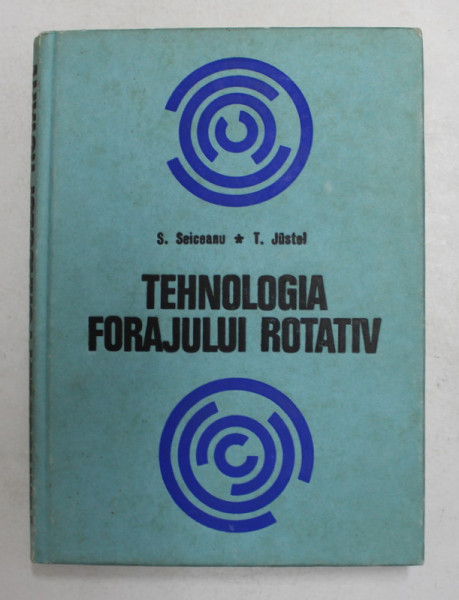 S. Seiceanu * T. Jüstel
TEHNOLOGIA
FORAJULUI ROTATIV